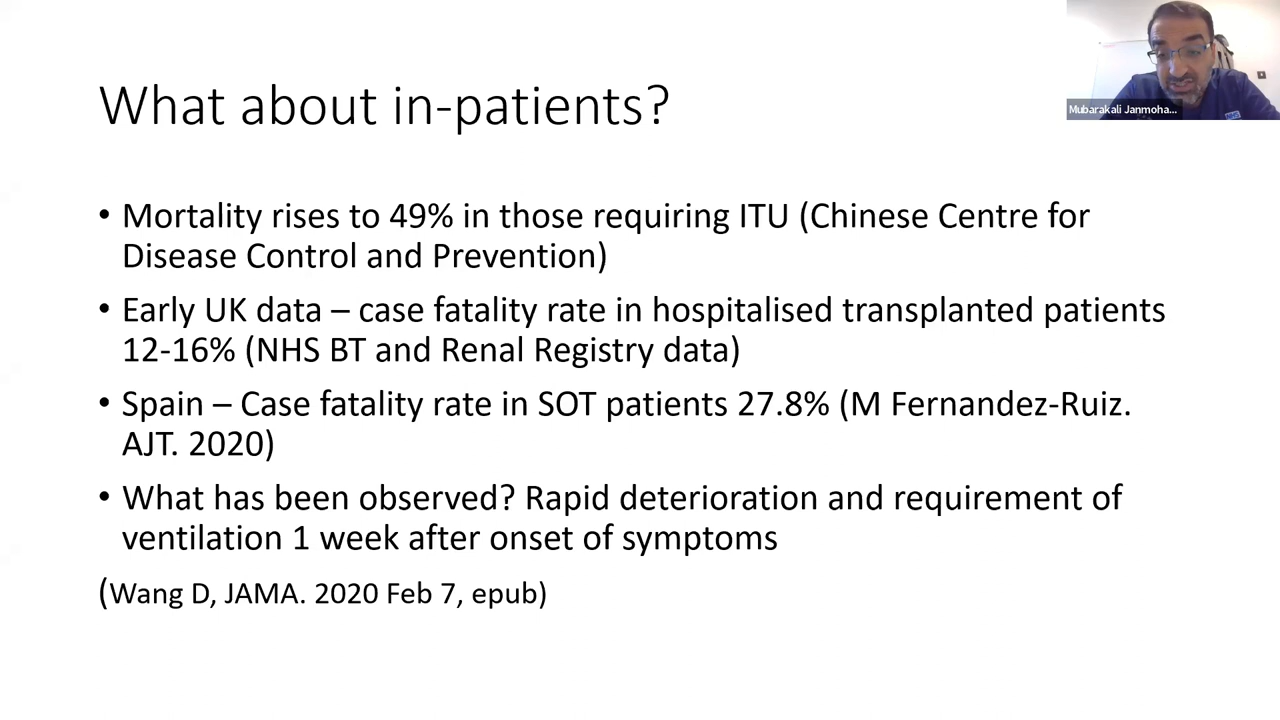 What about in-patients?
Mubarakali Janmoha...
NHS
• Mortality rises to 49% in those requiring ITU (Chinese Centre for
Disease Control and Prevention)
• Early UK data – case fatality rate in hospitalised transplanted patients
12-16% (NHS BT and Renal Registry data)
• Spain – Case fatality rate in SOT patients 27.8% (M Fernandez-Ruiz.
AJT. 2020)
• What has been observed? Rapid deterioration and requirement of
ventilation 1 week after onset of symptoms
(Wang D, JAMA. 2020 Feb 7, epub)